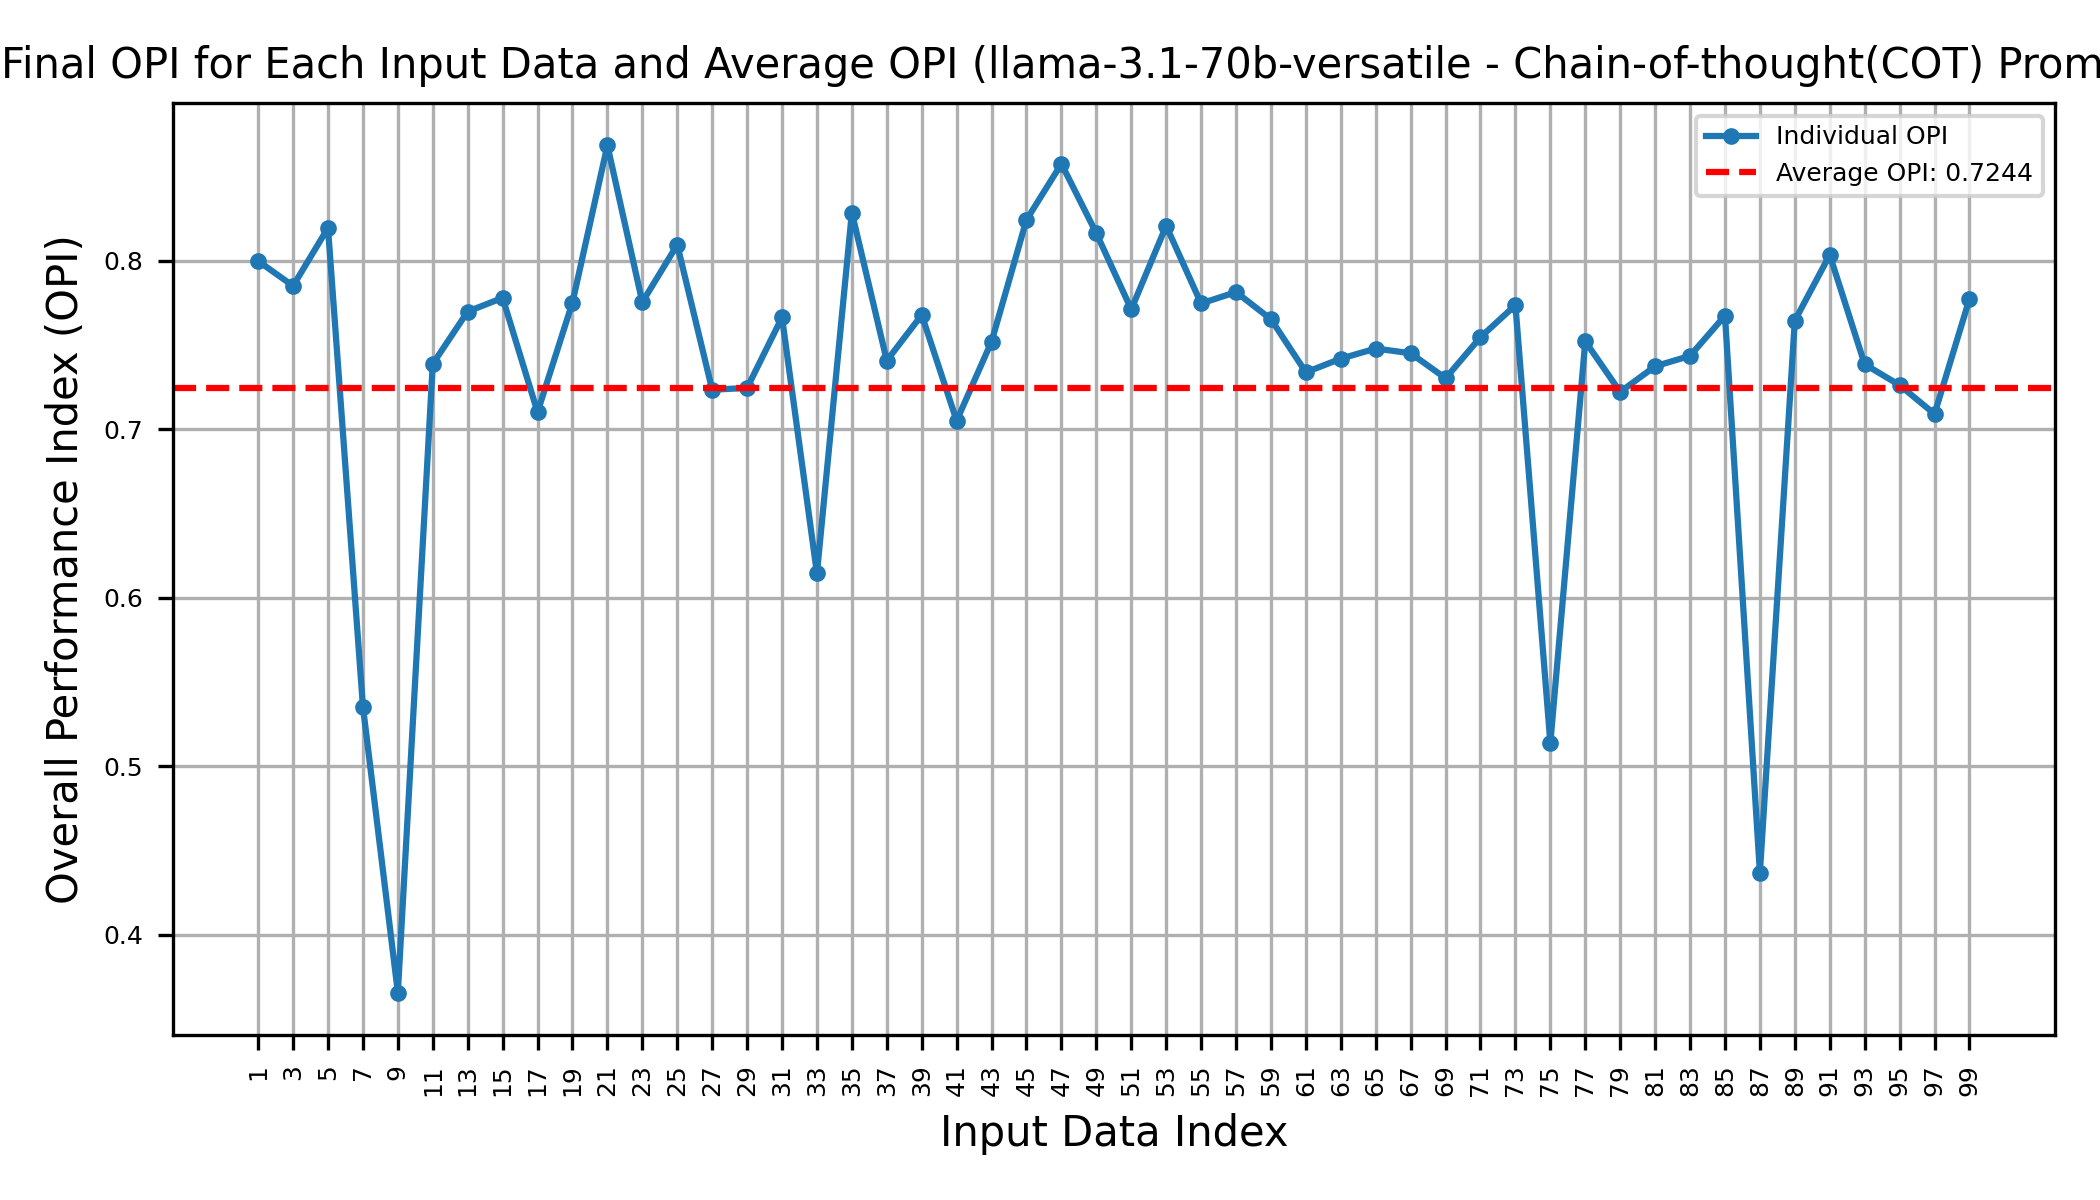 Final OPI for Each Input Data and Average OPI (llama-3.1-70b-versatile - Chain-of-thought(COT) Prom
Individual OPI
Average OPI: 0.7244
Overall Performance Index (OPI)
0.8
0.7
0.6
0.5
0.4
1 3 5 7 9 11 13 15 17 19 21 23 25 27 29 31 33 35 37 39 41 43 45 47 49 51 53 55 57 59 61 63 65 67 69 71 73 75 77 79 81 83 85 87 89 91 93 95 97 99
Input Data Index